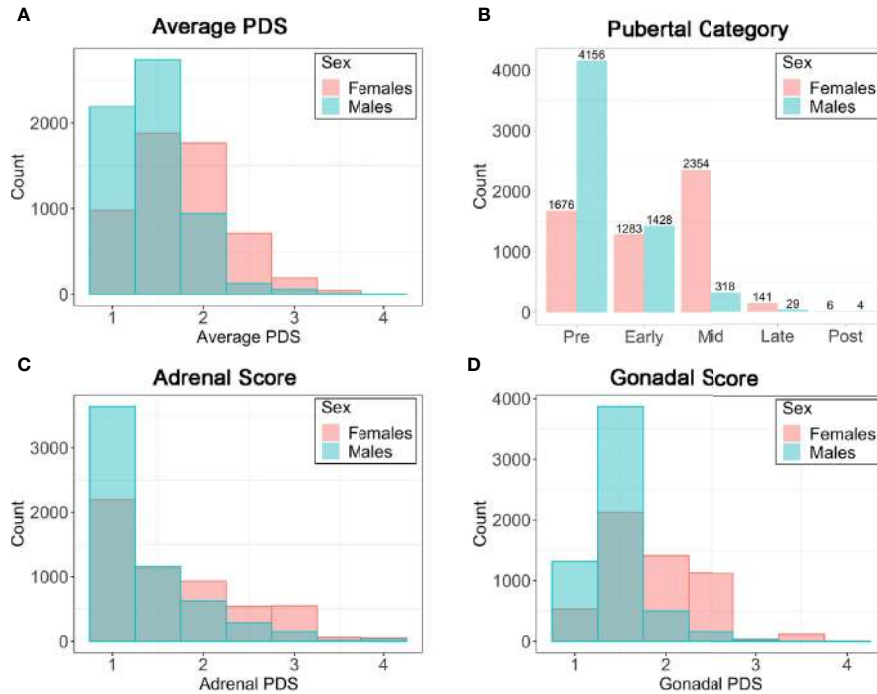 A
Average PDS
Sex
Females
Males
2000
1000
0
Count
1
2
3
4
Average PDS
B
Pubertal Category
Sex
Females
Males
4000
3000
2000
1000
0
Count
1676
4156
1283
1428
2354
318
141
29
6
4
Pre
Early
Mid
Late
Post
C
Adrenal Score
Sex
Females
Males
3000
2000
1000
0
Count
1
2
3
4
Adrenal PDS
D
Gonadal Score
Sex
Females
Males
4000
3000
2000
1000
0
Count
1
2
3
4
Gonadal PDS